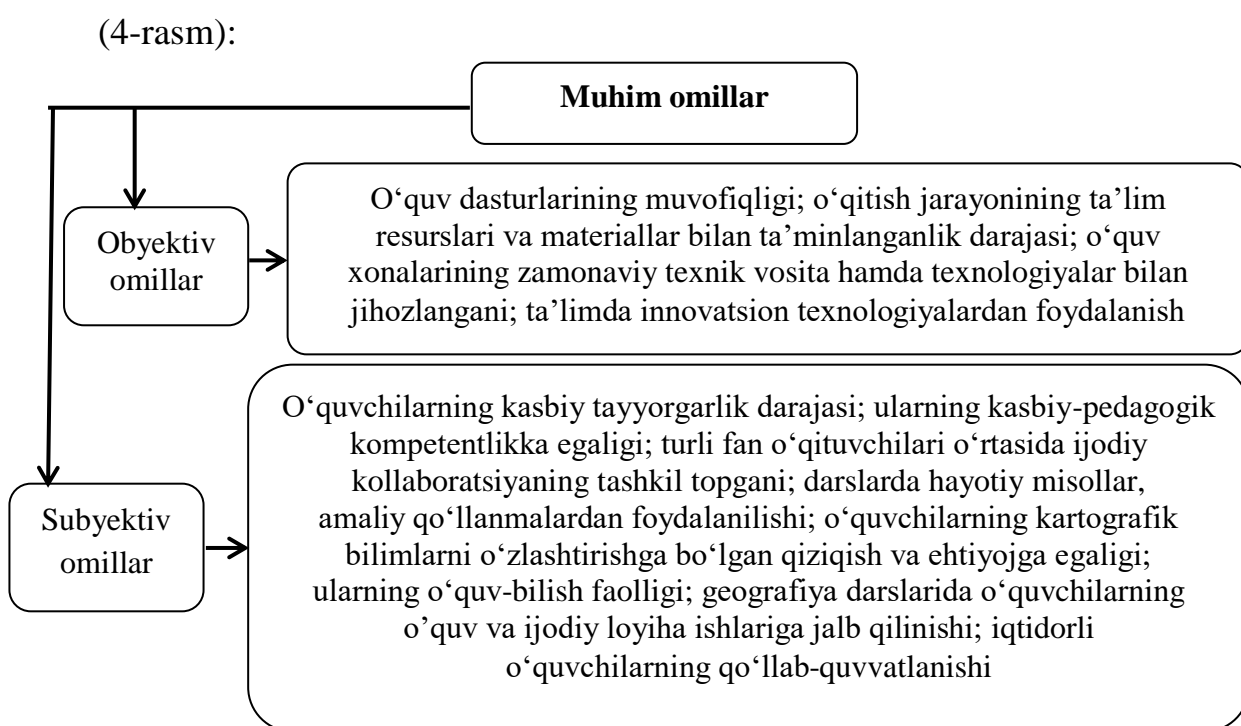 (4-rasm):
Muhim omillar
Obyektiv
omillar
O‘quv dasturlarining muvofiqligi; o‘qitish jarayonining ta’lim
resurslari va materiallar bilan ta’minlanganlik darajasi; o‘quv
xonalarining zamonaviy texnik vosita hamda texnologiyalar bilan
jihozlangani; ta’limda innovatsion texnologiyalardan foydalanish
Subyektiv
omillar
O‘quvchilarning kasbiy tayyorgarlik darajasi; ularning kasbiy-pedagogik
kompetentlikka egaligi; turli fan o‘qituvchilari o‘rtasida ijodiy
kollaboratsiyaning tashkil topgani; darslarda hayotiy misollar,
amaliy qo‘llanmalardan foydalanilishi; o‘quvchilarning kartografik
bilimlarni o‘zlashtirishga bo‘lgan qiziqish va ehtiyojga egaligi;
ularning o‘quv-bilish faolligi; geografiya darslarida o‘quvchilarning
o’quv va ijodiy loyiha ishlariga jalb qilinishi; iqtidorli
o‘quvchilarning qo‘llab-quvvatlanishi